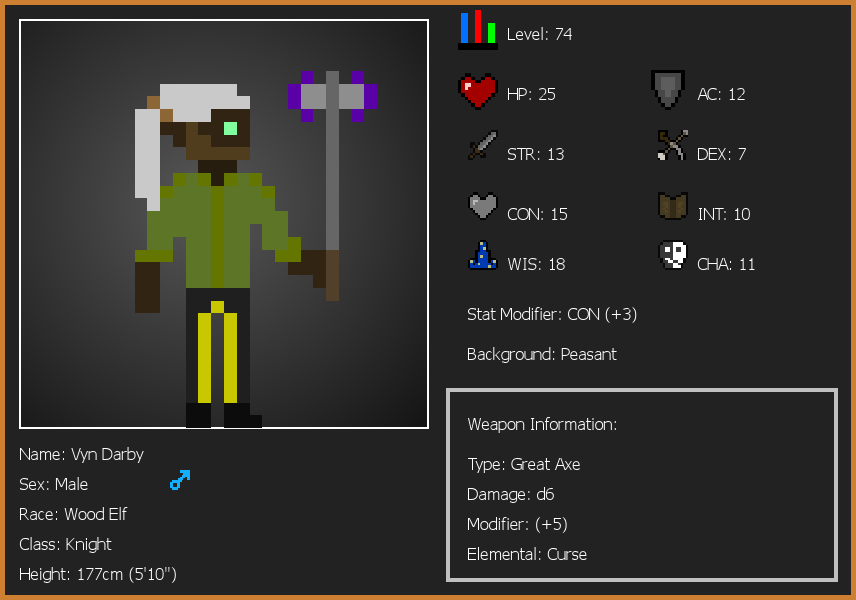 Level: 74
HP: 25
AC: 12
STR: 13
DEX: 7
CON: 15
INT: 10
WIS: 18
CHA: 11
Stat Modifier: CON (+3)
Background: Peasant
Weapon Information:
Type: Great Axe
Damage: d6
Modifier: (+5)
Elemental: Curse
Name: Vyn Darby
Sex: Male
Race: Wood Elf
Class: Knight
Height: 177cm (5'10")